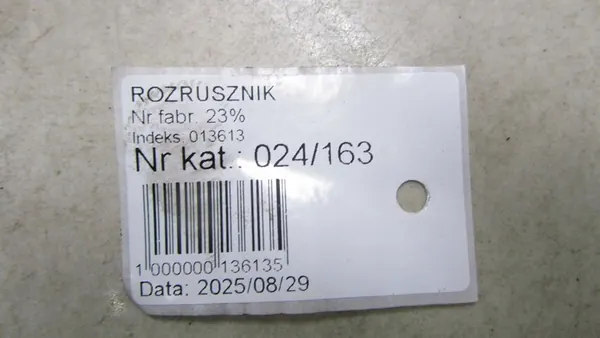 ROZRUSZNIK
Nr fabr. 23%
Indeks. 013613
Nr kat.: 024/163
1 000000 136135
Data: 2025/08/29